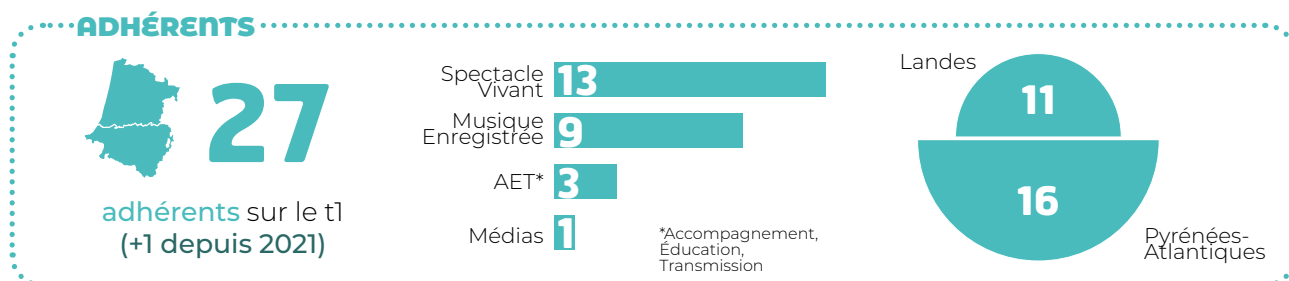 ADHÉRENTS
27
adhérents sur le t1
(+1 depuis 2021)
Spectacle
Vivant
13
Musique
Enregistrée
9
AET*
3
Médias
1
*Accompagnement,
Éducation,
Transmission
Landes
11
16
Pyrénées-
Atlantiques